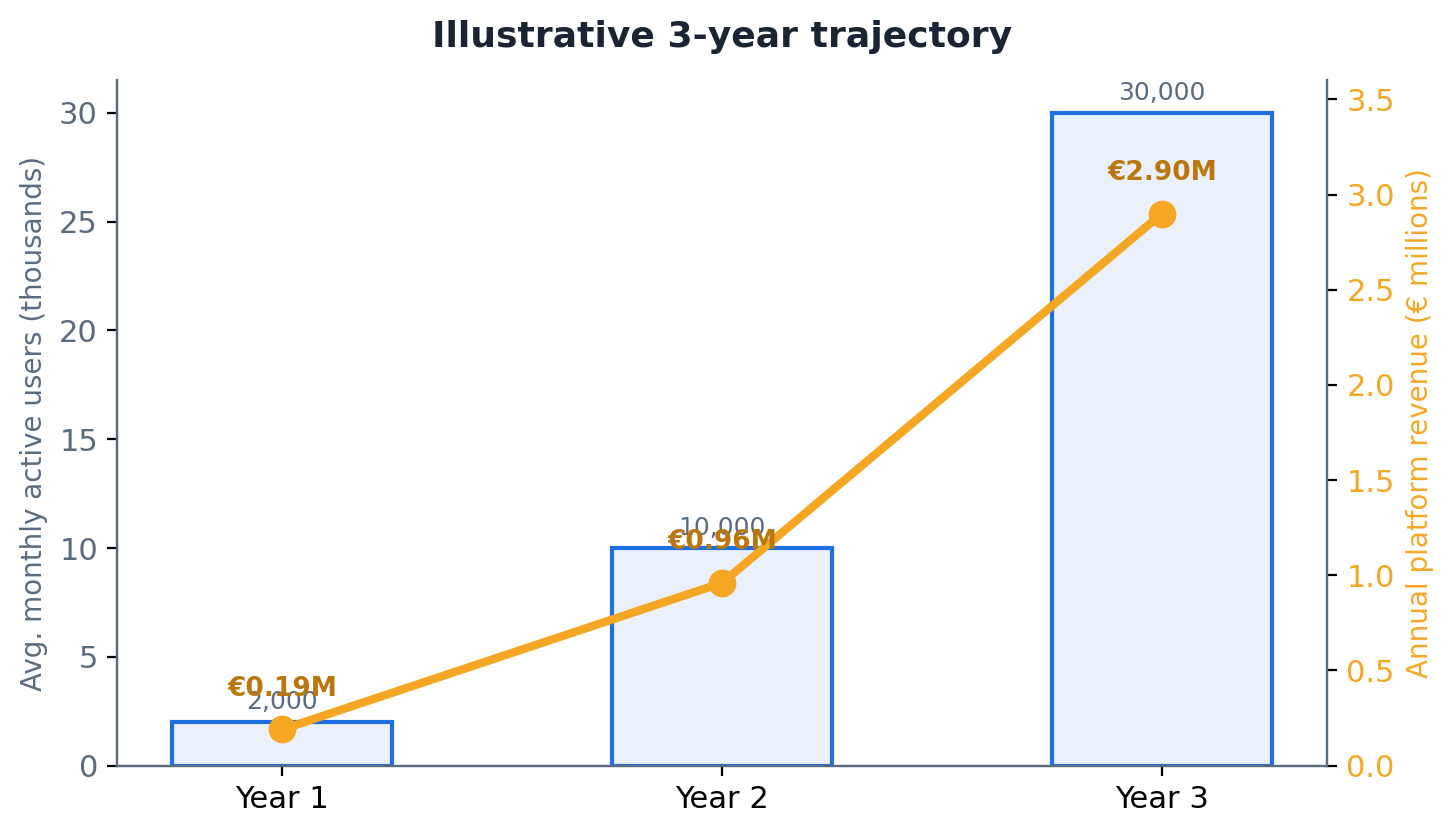 Illustrative 3-year trajectory
Avg. monthly active users (thousands)
30
25
20
15
10
5
0
30,000
€2.90M
10,000
€0.96M
€0.19M
2,000
3.5
3.0
2.5
2.0
1.5
1.0
0.5
0.0
Annual platform revenue (€ millions)
Year 1
Year 2
Year 3